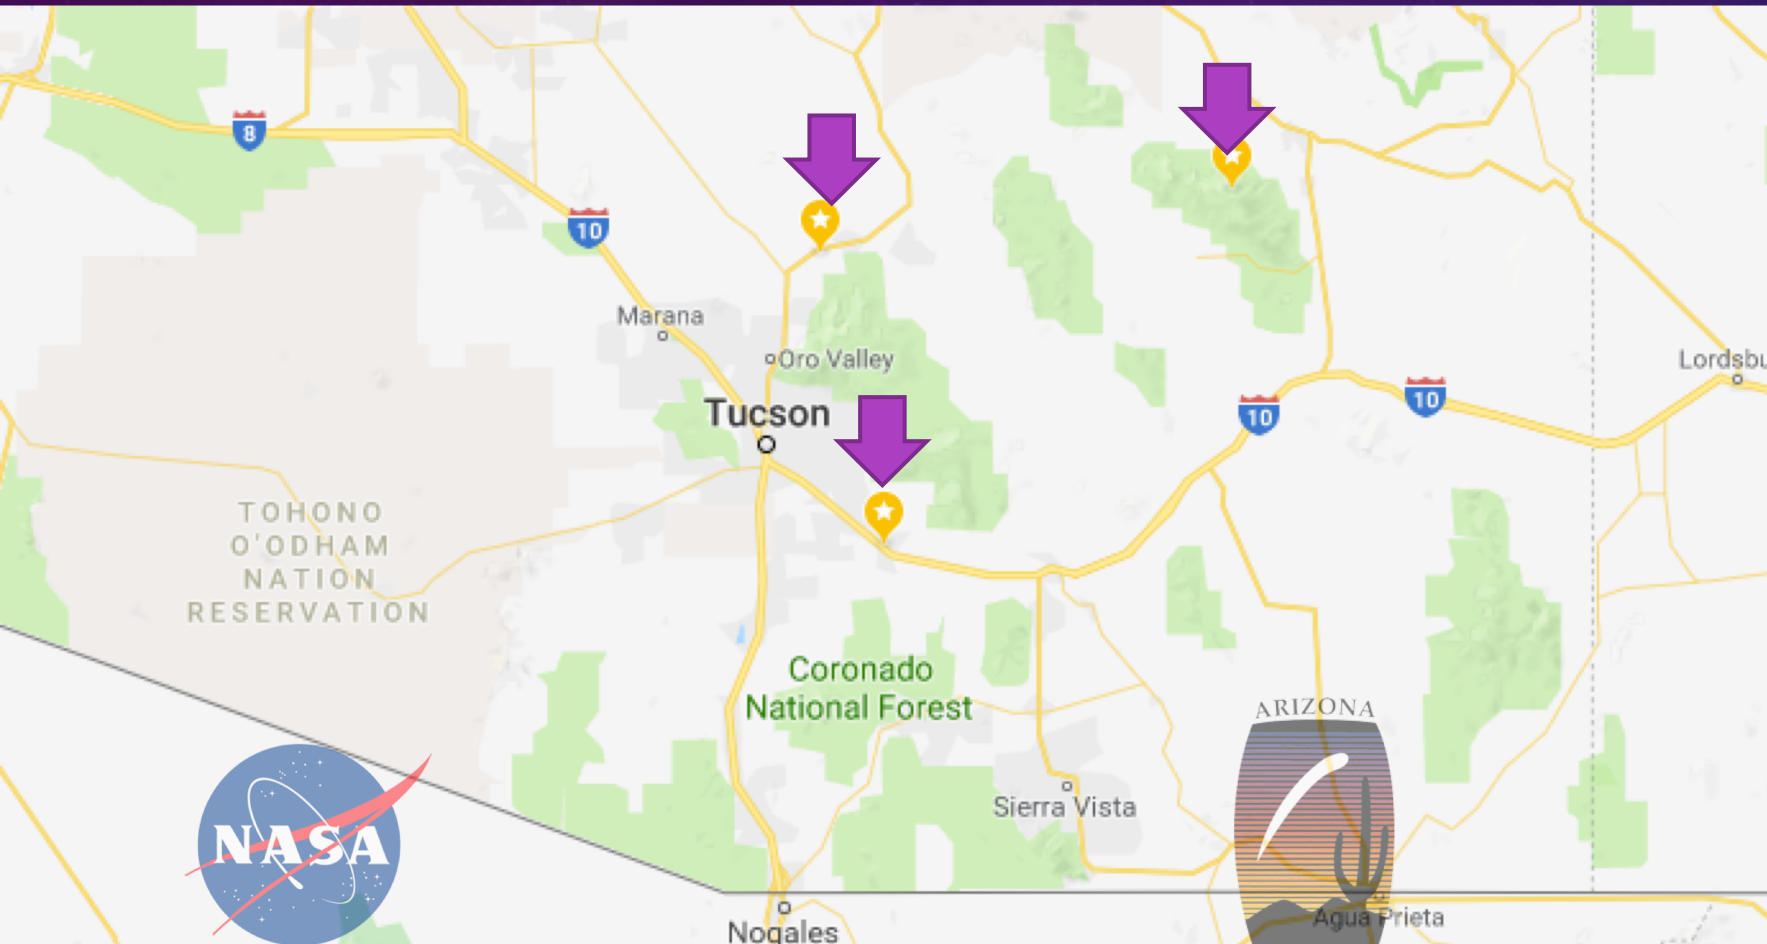 8
10
Marana
Oro Valley
Lordsbu
Tucson
10
10
TOHONO
O'ODHAM
NATION
RESERVATION
Coronado
National Forest
ARIZONA
NASA
Sierra Vista
Agua Prieta
Nogales